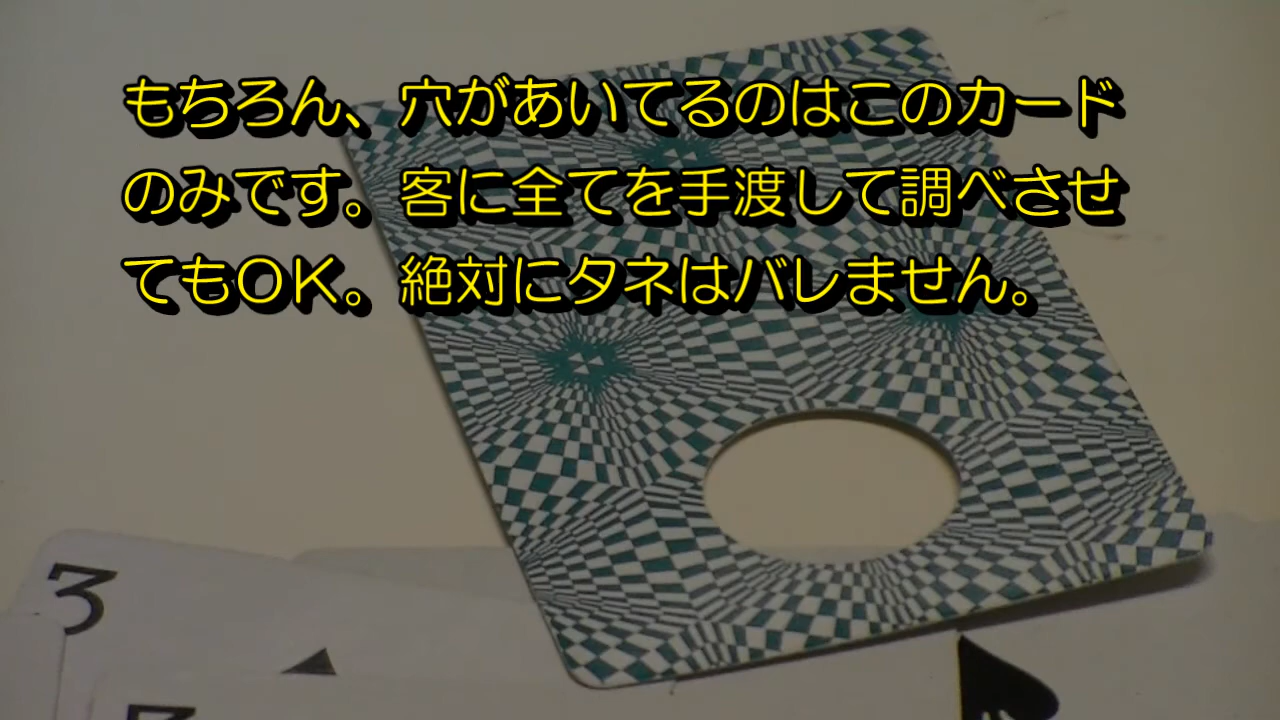 もちろん、穴があいてるのはこのカード
のみです。客に全てを手渡して調べさせ
てもOK。絶対にタネはバレません。
3